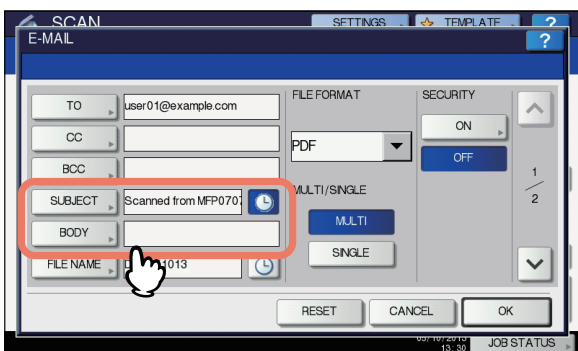 SCAN
SETTINGS
TEMPLATE
?
E-MAIL
?
TO
user01@example.com
CC
BCC
SUBJECT
Scanned from MFP0707
BODY
FILE NAME
1013
FILE FORMAT
PDF
MULTI/SINGLE
MULTI
SINGLE
SECURITY
ON
OFF
1
2
RESET
CANCEL
OK
13:30
JOB STATUS